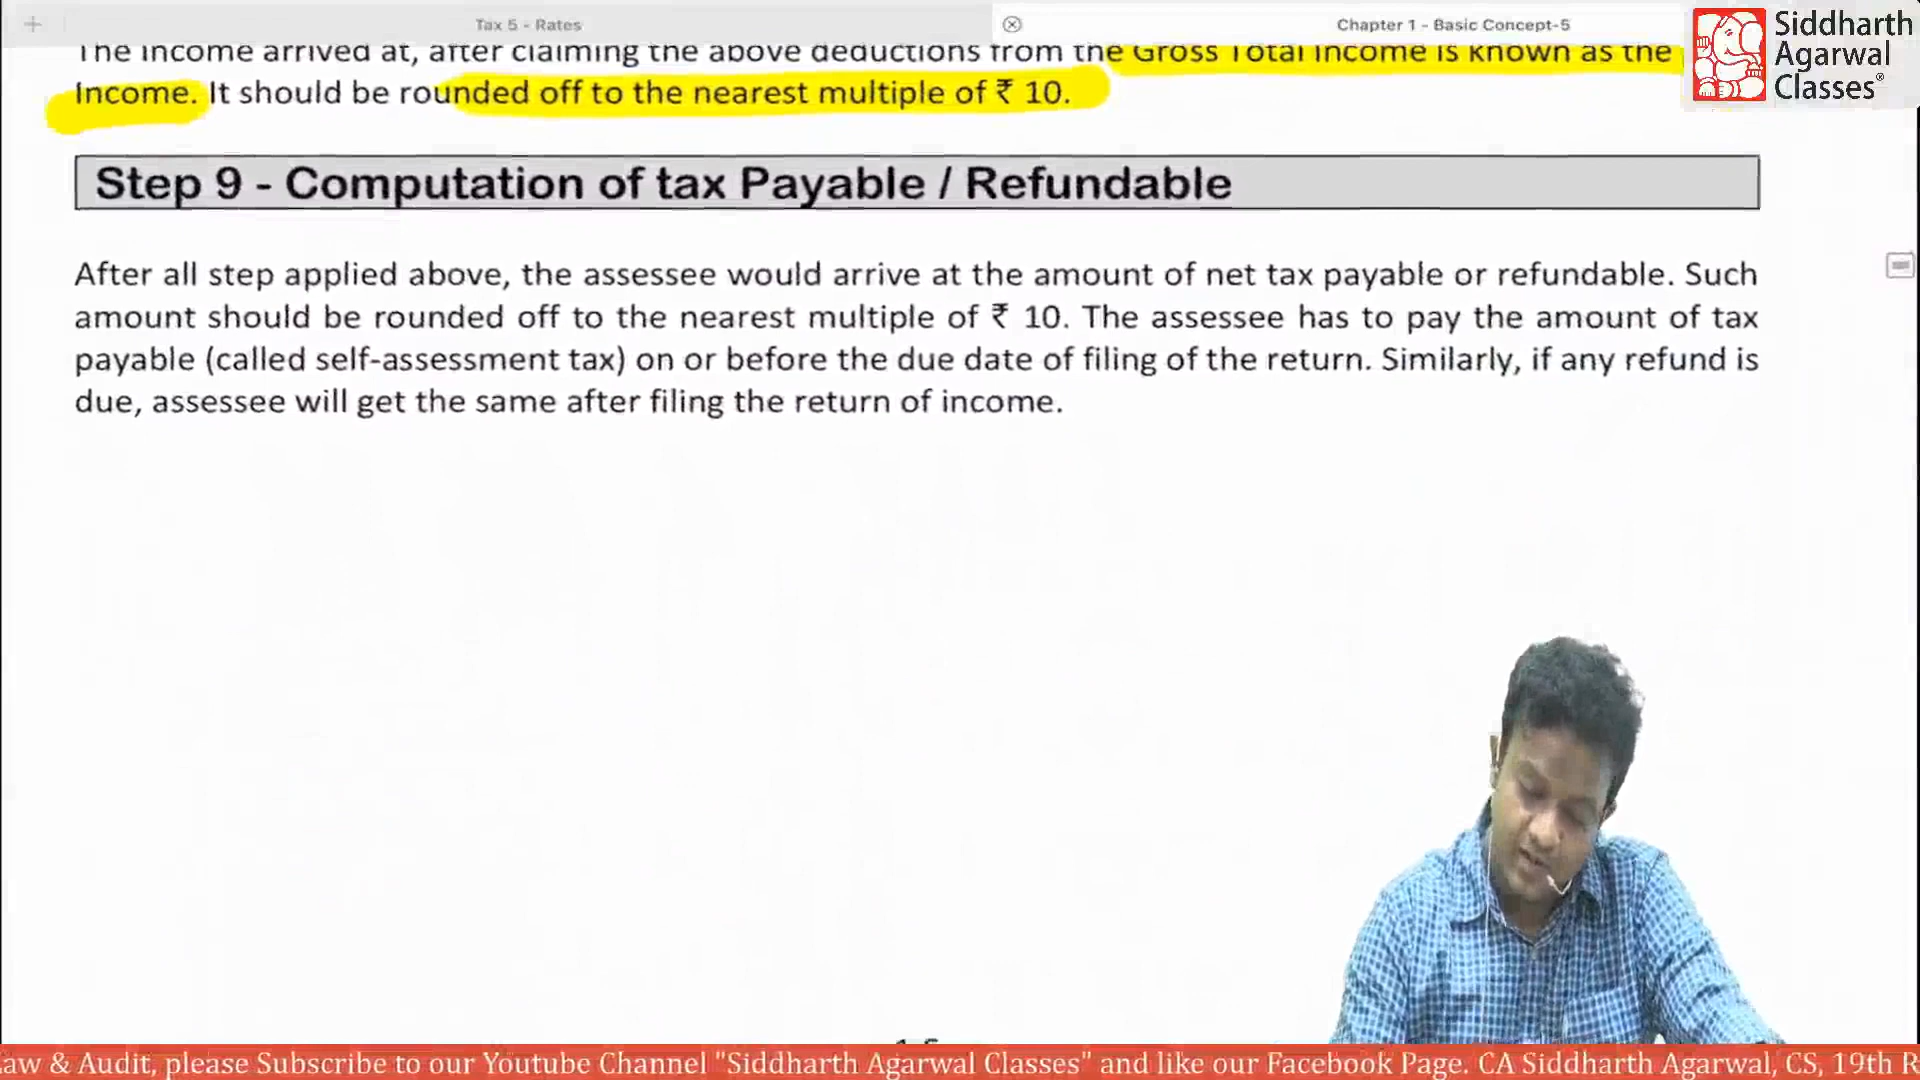 Tax 5 - Rates
Chapter 1 - Basic Concept-5
Siddharth
Agarwal
Classes®
The income arrived at, after claiming the above deductions from the Gross Total Income is known as the
Income. It should be rounded off to the nearest multiple of ₹ 10.
Step 9 - Computation of tax Payable / Refundable
After all step applied above, the assessee would arrive at the amount of net tax payable or refundable. Such
amount should be rounded off to the nearest multiple of ₹ 10. The assessee has to pay the amount of tax
payable (called self-assessment tax) on or before the due date of filing of the return. Similarly, if any refund is
due, assessee will get the same after filing the return of income.
Law & Audit, please Subscribe to our Youtube Channel "Siddharth Agarwal Classes" and like our Facebook Page. CA Siddharth Agarwal, CS, 19th R